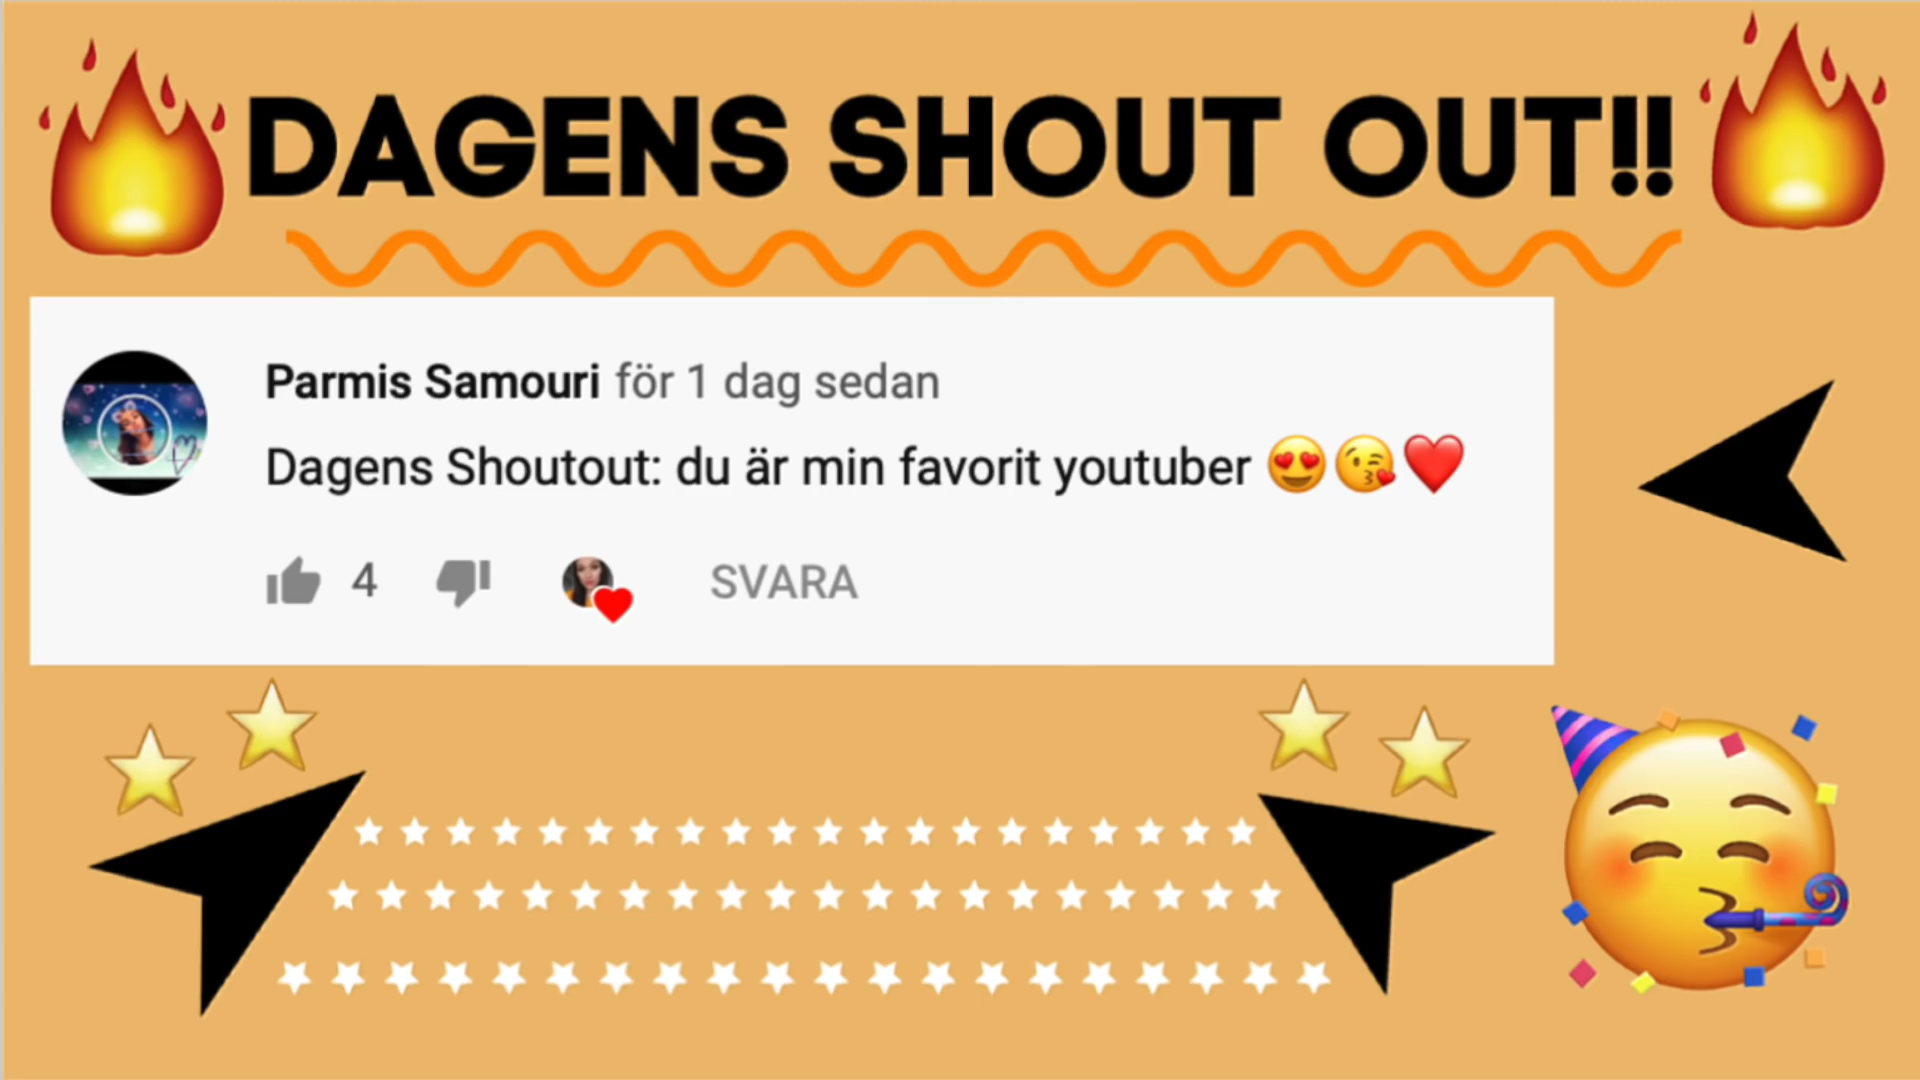 DAGENS SHOUT OUT!!
Parmis Samouri för 1 dag sedan
Dagens Shoutout: du är min favorit youtuber 😍😘❤️
4 SVARA